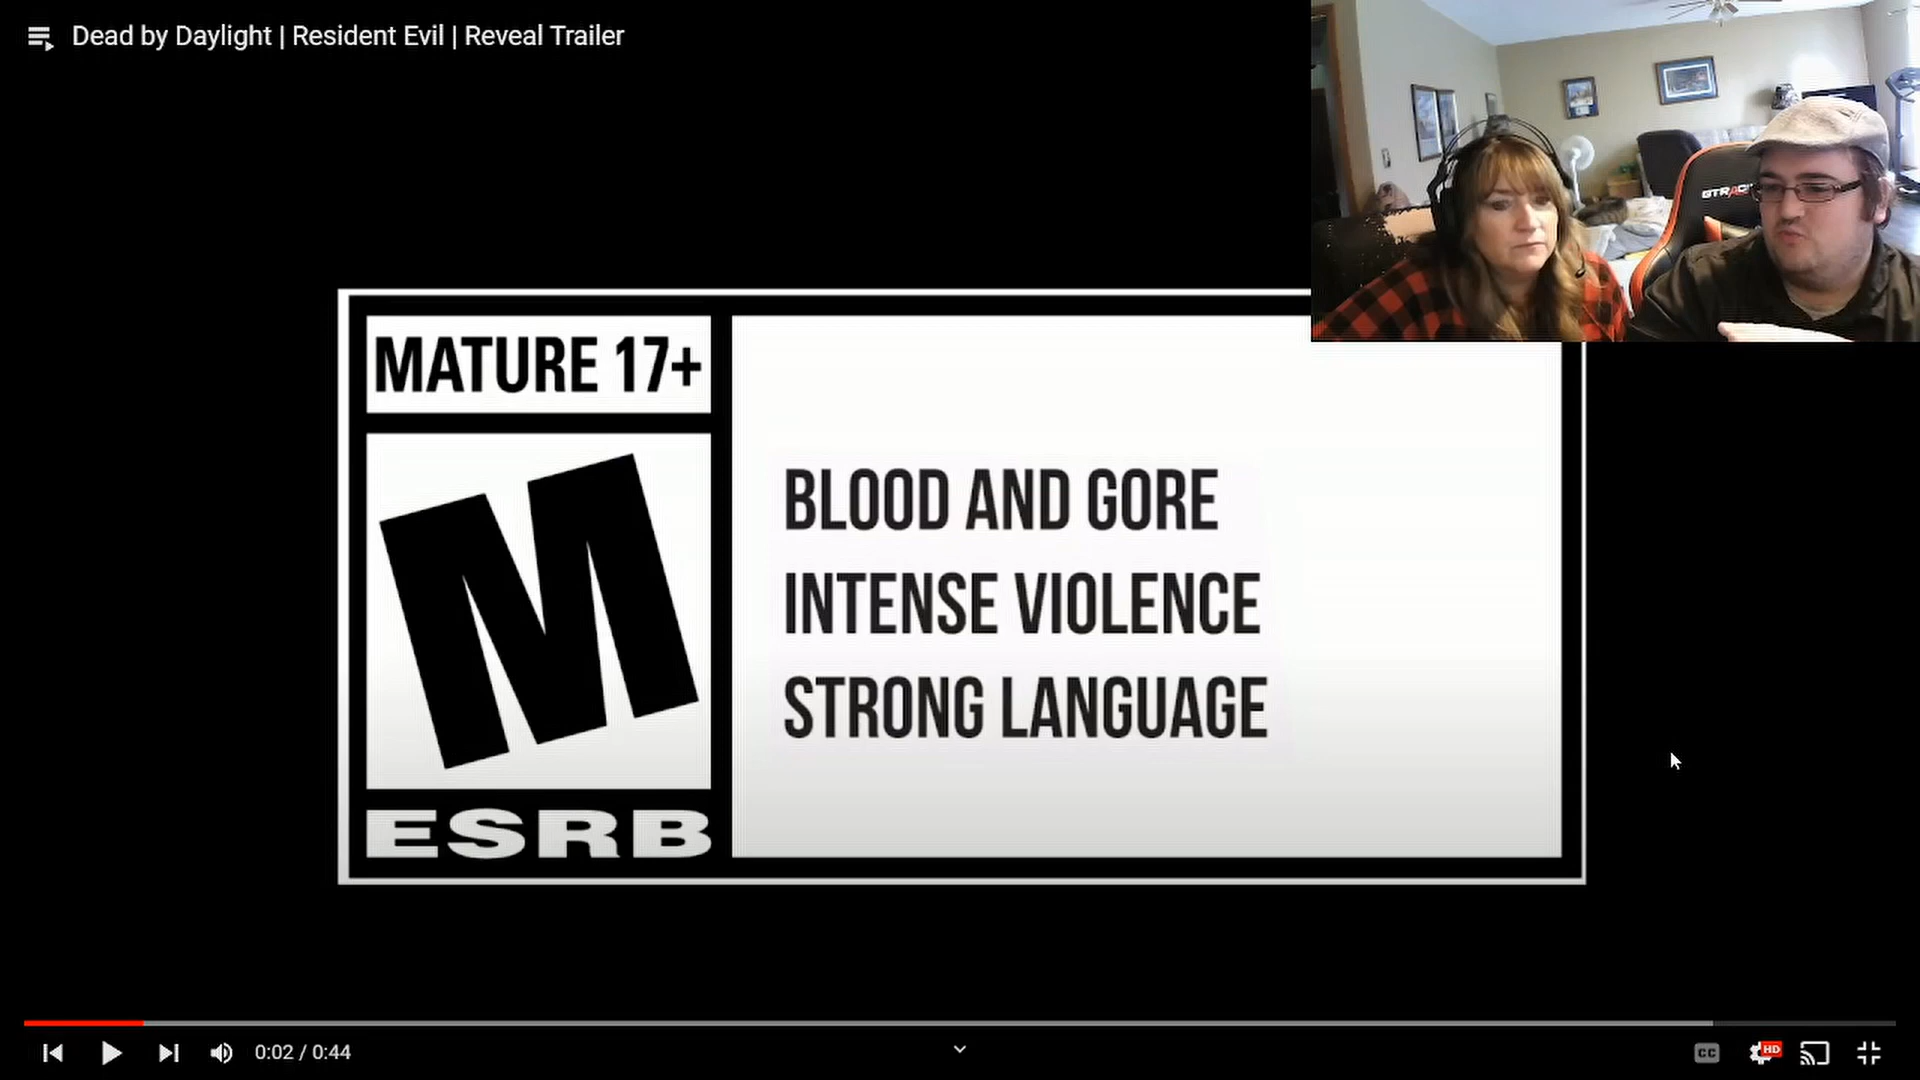 Dead by Daylight | Resident Evil | Reveal Trailer
MATURE 17+
M
ESRB
BLOOD AND GORE
INTENSE VIOLENCE
STRONG LANGUAGE
0:02 / 0:44
CC
HD